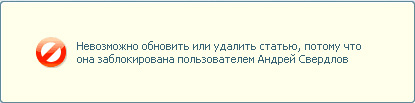 Невозможно обновить или удалить статью, потому что
она заблокирована пользователем Андрей Свердлов